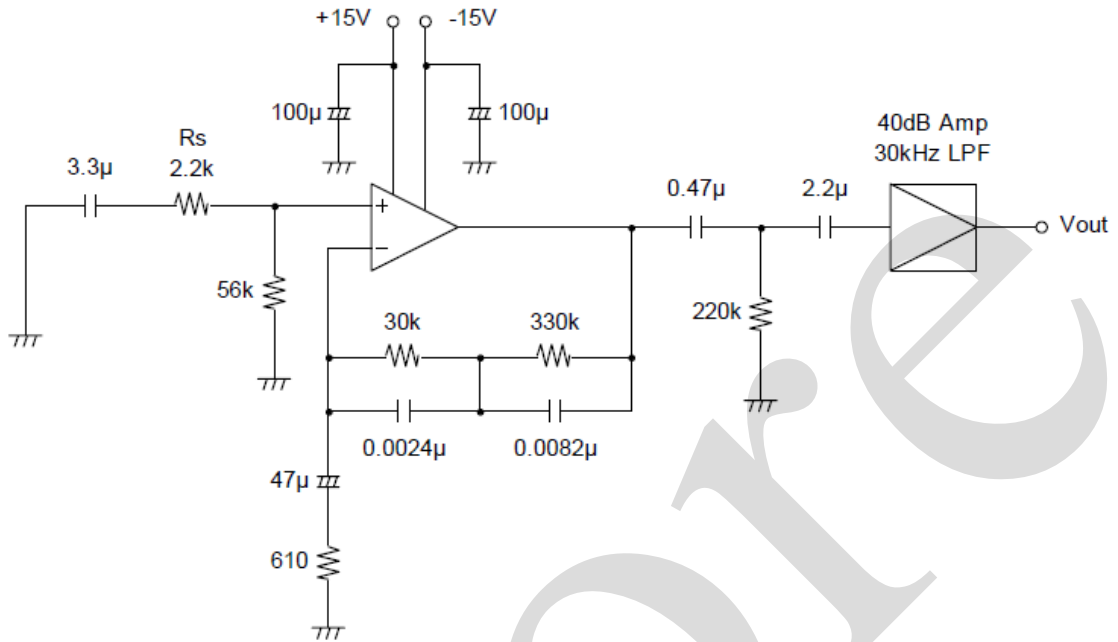 +15V
-15V
100µ
100µ
40dB Amp
30kHz LPF
Rs
2.2k
3.3µ
0.47µ
2.2µ
+
−
Vout
56k
30k
330k
220k
0.0024µ
0.0082µ
47µ
610
ore